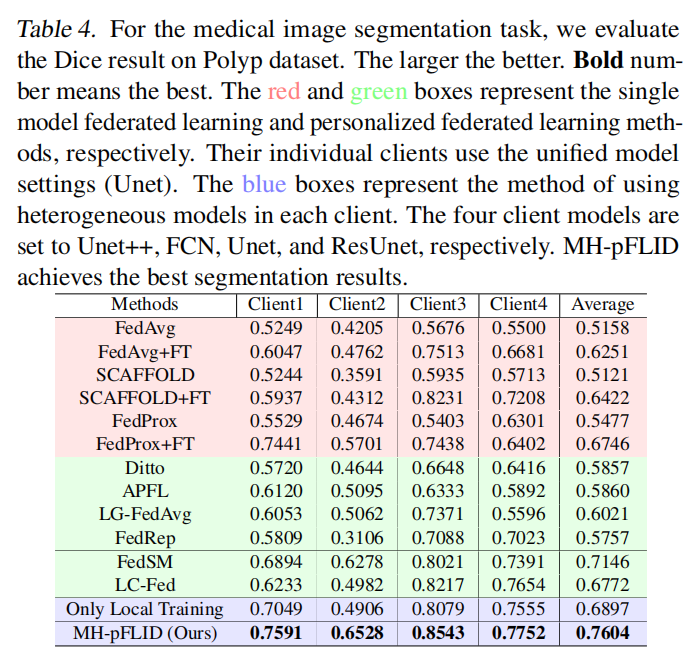 Table 4. For the medical image segmentation task, we evaluate
the Dice result on Polyp dataset. The larger the better. Bold num-
ber means the best. The red and green boxes represent the single
model federated learning and personalized federated learning meth-
ods, respectively. Their individual clients use the unified model
settings (Unet). The blue boxes represent the method of using
heterogeneous models in each client. The four client models are
set to Unet++, FCN, Unet, and ResUnet, respectively. MH-pFLID
achieves the best segmentation results.
Methods Client1 Client2 Client3 Client4 Average
FedAvg 0.5249 0.4205 0.5676 0.5500 0.5158
FedAvg+FT 0.6047 0.4762 0.7513 0.6681 0.6251
SCAFFOLD 0.5244 0.3591 0.5935 0.5713 0.5121
SCAFFOLD+FT 0.5937 0.4312 0.8231 0.7208 0.6422
FedProx 0.5529 0.4674 0.5403 0.6301 0.5477
FedProx+FT 0.7441 0.5701 0.7438 0.6402 0.6746
Ditto 0.5720 0.4644 0.6648 0.6416 0.5857
APFL 0.6120 0.5095 0.6333 0.5892 0.5860
LG-FedAvg 0.6053 0.5062 0.7371 0.5596 0.6021
FedRep 0.5809 0.3106 0.7088 0.7023 0.5757
FedSM 0.6894 0.6278 0.8021 0.7391 0.7146
LC-Fed 0.6233 0.4982 0.8217 0.7654 0.6772
Only Local Training 0.7049 0.4906 0.8079 0.7555 0.6897
MH-pFLID (Ours) 0.7591 0.6528 0.8543 0.7752 0.7604